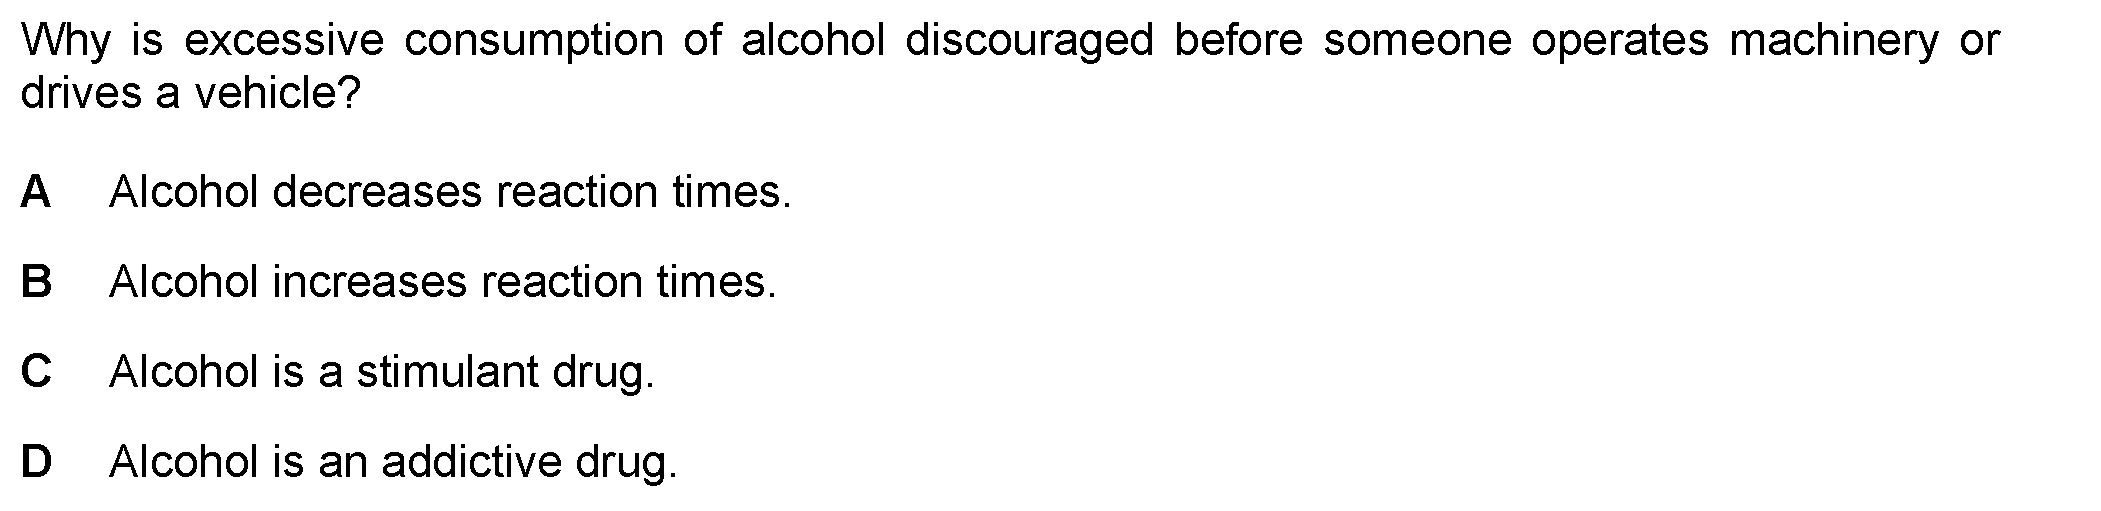 Why is excessive consumption of alcohol discouraged before someone operates machinery or
drives a vehicle?
A Alcohol decreases reaction times.
B Alcohol increases reaction times.
C Alcohol is a stimulant drug.
D Alcohol is an addictive drug.